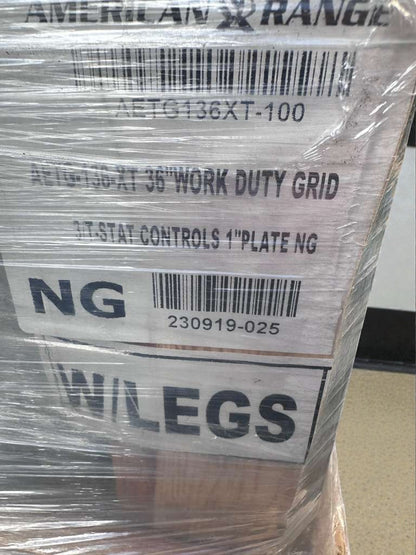 AMERICAN RANGE
AETG136XT-100
AETG-136-XT 36"WORK DUTY GRID
3/T-STAT CONTROLS 1"PLATE NG
NG
230919-025
W/LEGS